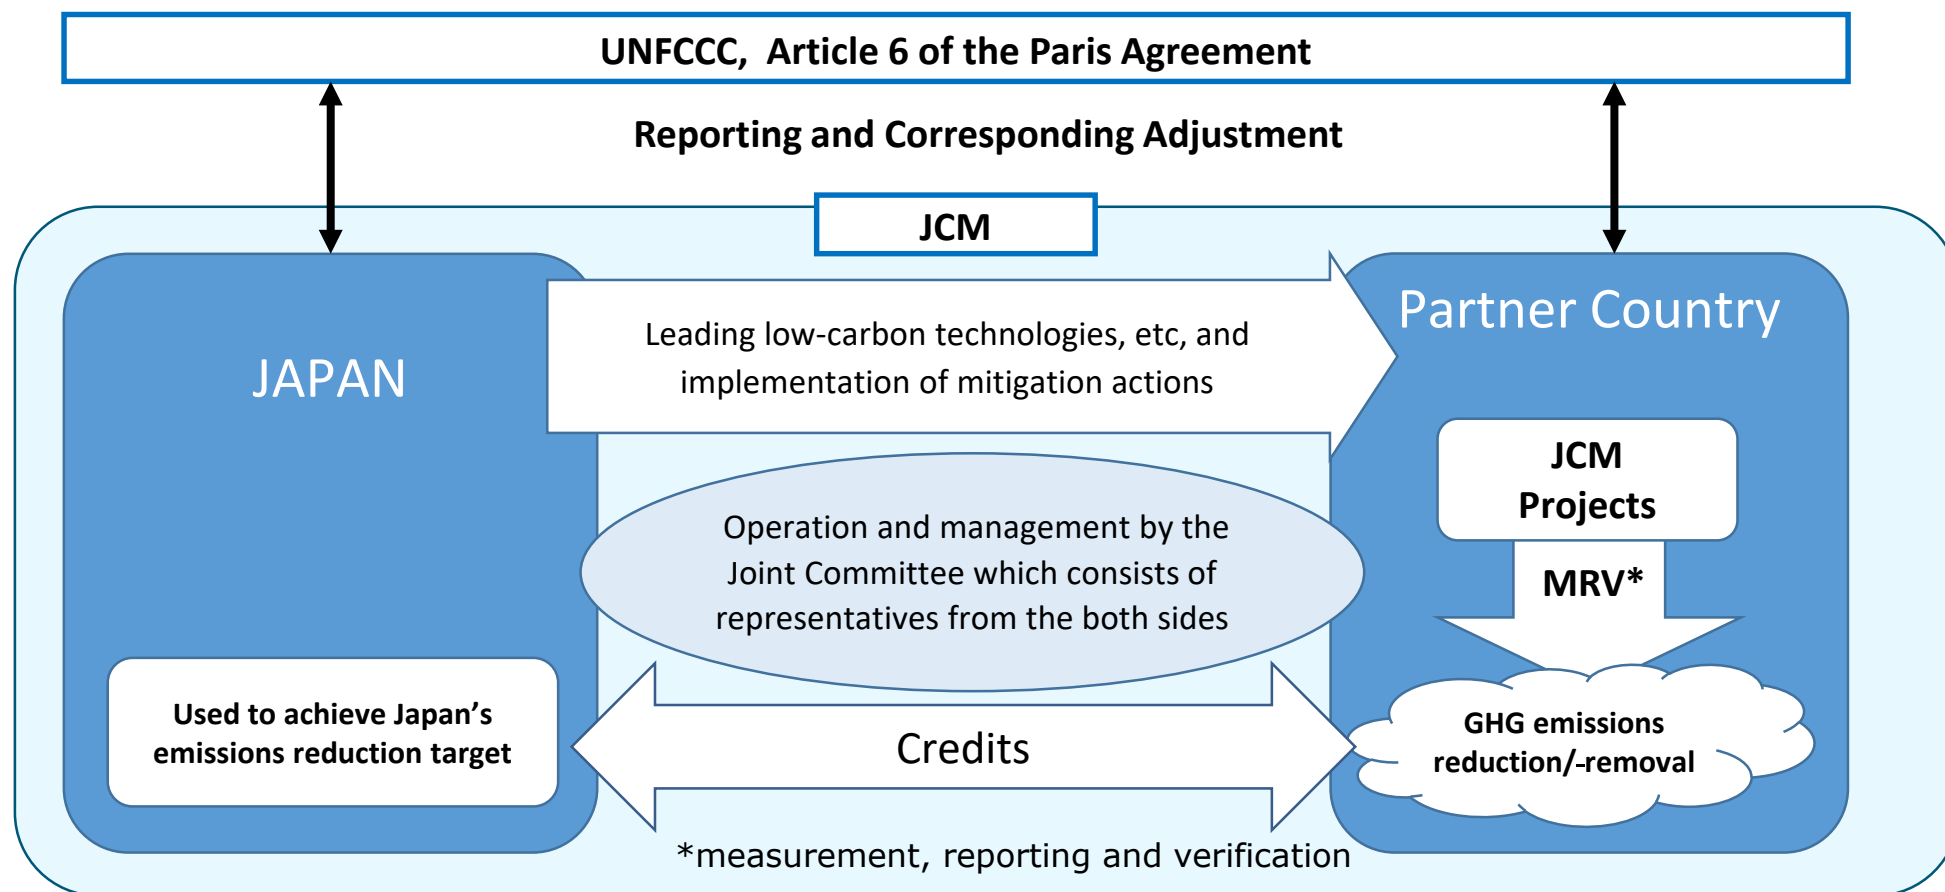 UNFCCC,  Article 6 of the Paris Agreement
Reporting and Corresponding Adjustment
JCM
JAPAN
Leading low-carbon technologies, etc, and
implementation of mitigation actions
Partner Country
JCM
Projects
MRV*
Operation and management by the
Joint Committee which consists of
representatives from the both sides
Used to achieve Japan’s
emissions reduction target
Credits
GHG emissions
reduction/-removal
*measurement, reporting and verification